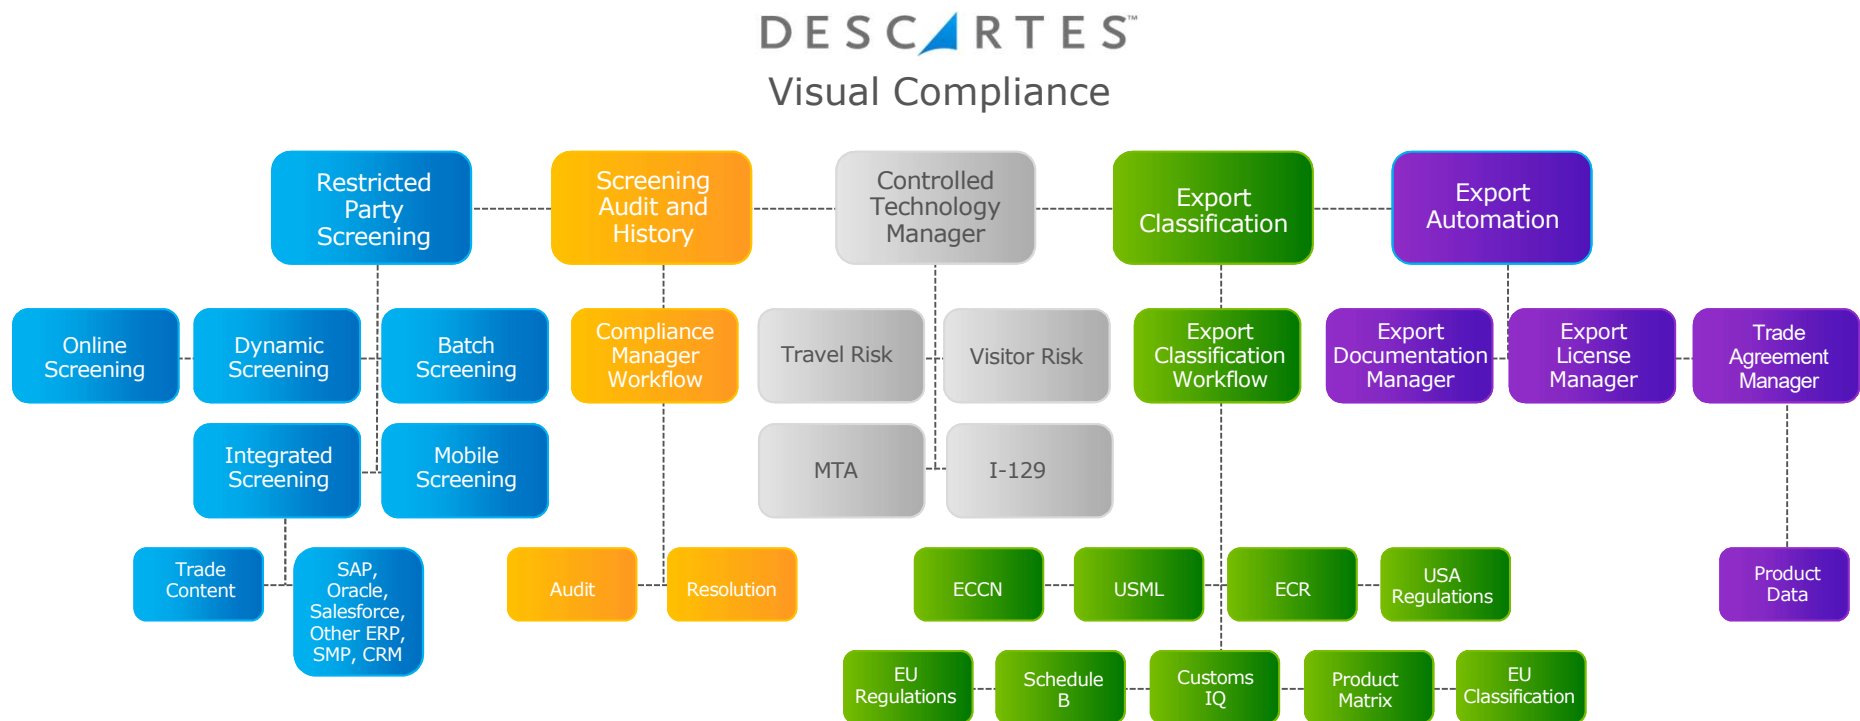 DESCARTES™
Visual Compliance
Restricted
Party
Screening
Screening
Audit and
History
Controlled
Technology
Manager
Export
Classification
Export
Automation
Online
Screening
Dynamic
Screening
Batch
Screening
Compliance
Manager
Workflow
Travel Risk
Visitor Risk
Export
Classification
Workflow
Export
Documentation
Manager
Export
License
Manager
Trade
Agreement
Manager
Integrated
Screening
Mobile
Screening
MTA
I-129
Trade
Content
SAP,
Oracle,
Salesforce,
Other ERP,
SMP, CRM
Audit
Resolution
ECCN
USML
ECR
USA
Regulations
Product
Data
EU
Regulations
Schedule
B
Customs
IQ
Product
Matrix
EU
Classification